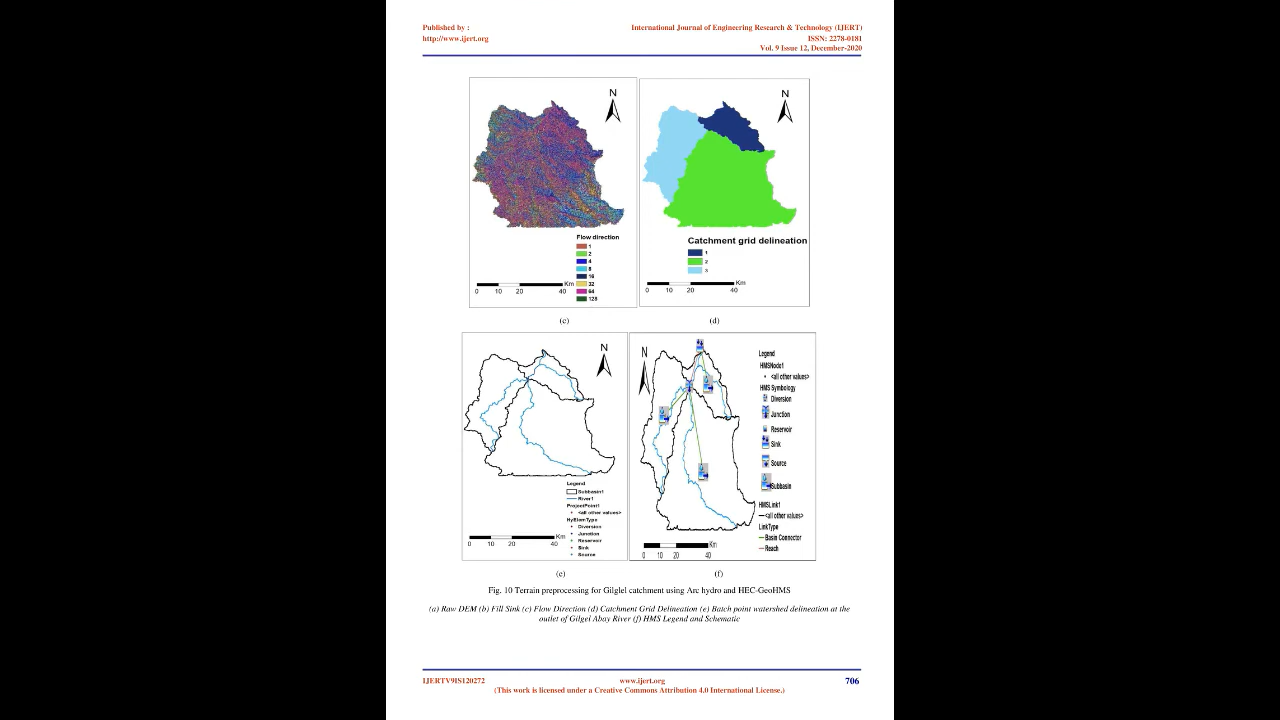 Published by :
http://www.ijert.org
International Journal of Engineering Research & Technology (IJERT)
ISSN: 2278-0181
Vol. 9 Issue 12, December-2020
N
Flow direction
1
2
4
8
16
32
64
128
Km
0 10 20 40
N
Catchment grid delineation
1
2
3
Km
0 10 20 40
(c)
(d)
N
Legend
Subbasin1
River1
ProjectPoint1
<all other values>
HyElemType
Diversion
Junction
Reservoir
Sink
Source
Km
0 10 20 40
N
Legend
HMSNode1
<all other values>
HMS Symbology
Diversion
Junction
Reservoir
Sink
Source
Subbasin
HMSLink1
<all other values>
LinkType
Basin Connector
Reach
Km
0 10 20 40
(e)
(f)
Fig. 10 Terrain preprocessing for Gilglel catchment using Arc hydro and HEC-GeoHMS
(a) Raw DEM (b) Fill Sink (c) Flow Direction (d) Catchment Grid Delineation (e) Batch point watershed delineation at the
outlet of Gilgel Abay River (f) HMS Legend and Schematic
IJERTV9IS120272
www.ijert.org
706
(This work is licensed under a Creative Commons Attribution 4.0 International License.)